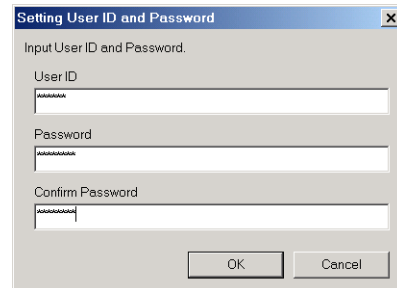 Setting User ID and Password
Input User ID and Password.
User ID
******
Password
********
Confirm Password
********
OK
Cancel